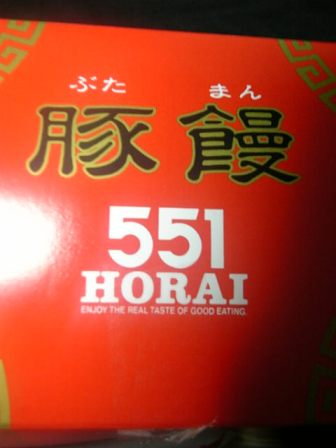 ぶた まん
豚饅
551
HORAI
ENJOY THE REAL TASTE OF GOOD EATING.